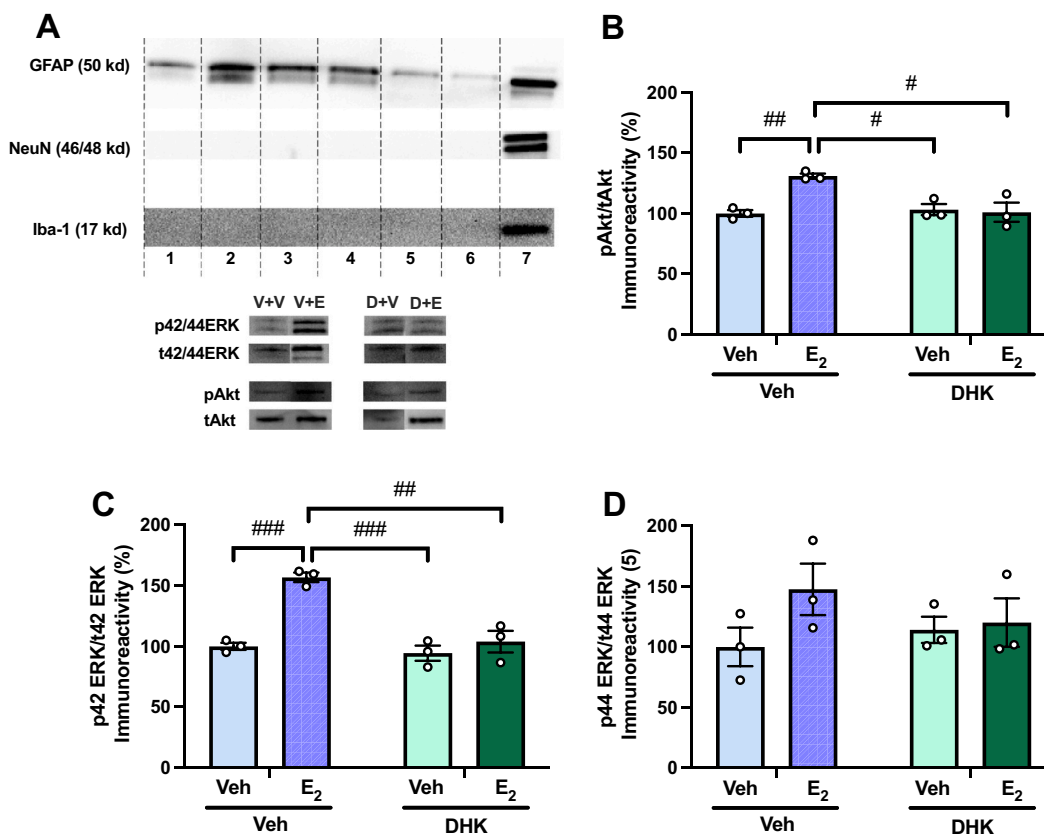 A
GFAP (50 kd)
NeuN (46/48 kd)
Iba-1 (17 kd)
1 2 3 4 5 6 7
V+V V+E D+V D+E
p42/44ERK
t42/44ERK
pAkt
tAkt
B
pAkt/tAkt
Immunoreactivity (%)
200
150
100
50
0
## # #
Veh E₂ Veh E₂
Veh DHK
C
p42 ERK/t42 ERK
Immunoreactivity (%)
200
150
100
50
0
### ### ##
Veh E₂ Veh E₂
Veh DHK
D
p44 ERK/t44 ERK
Immunoreactivity (5)
200
150
100
50
0
Veh E₂ Veh E₂
Veh DHK